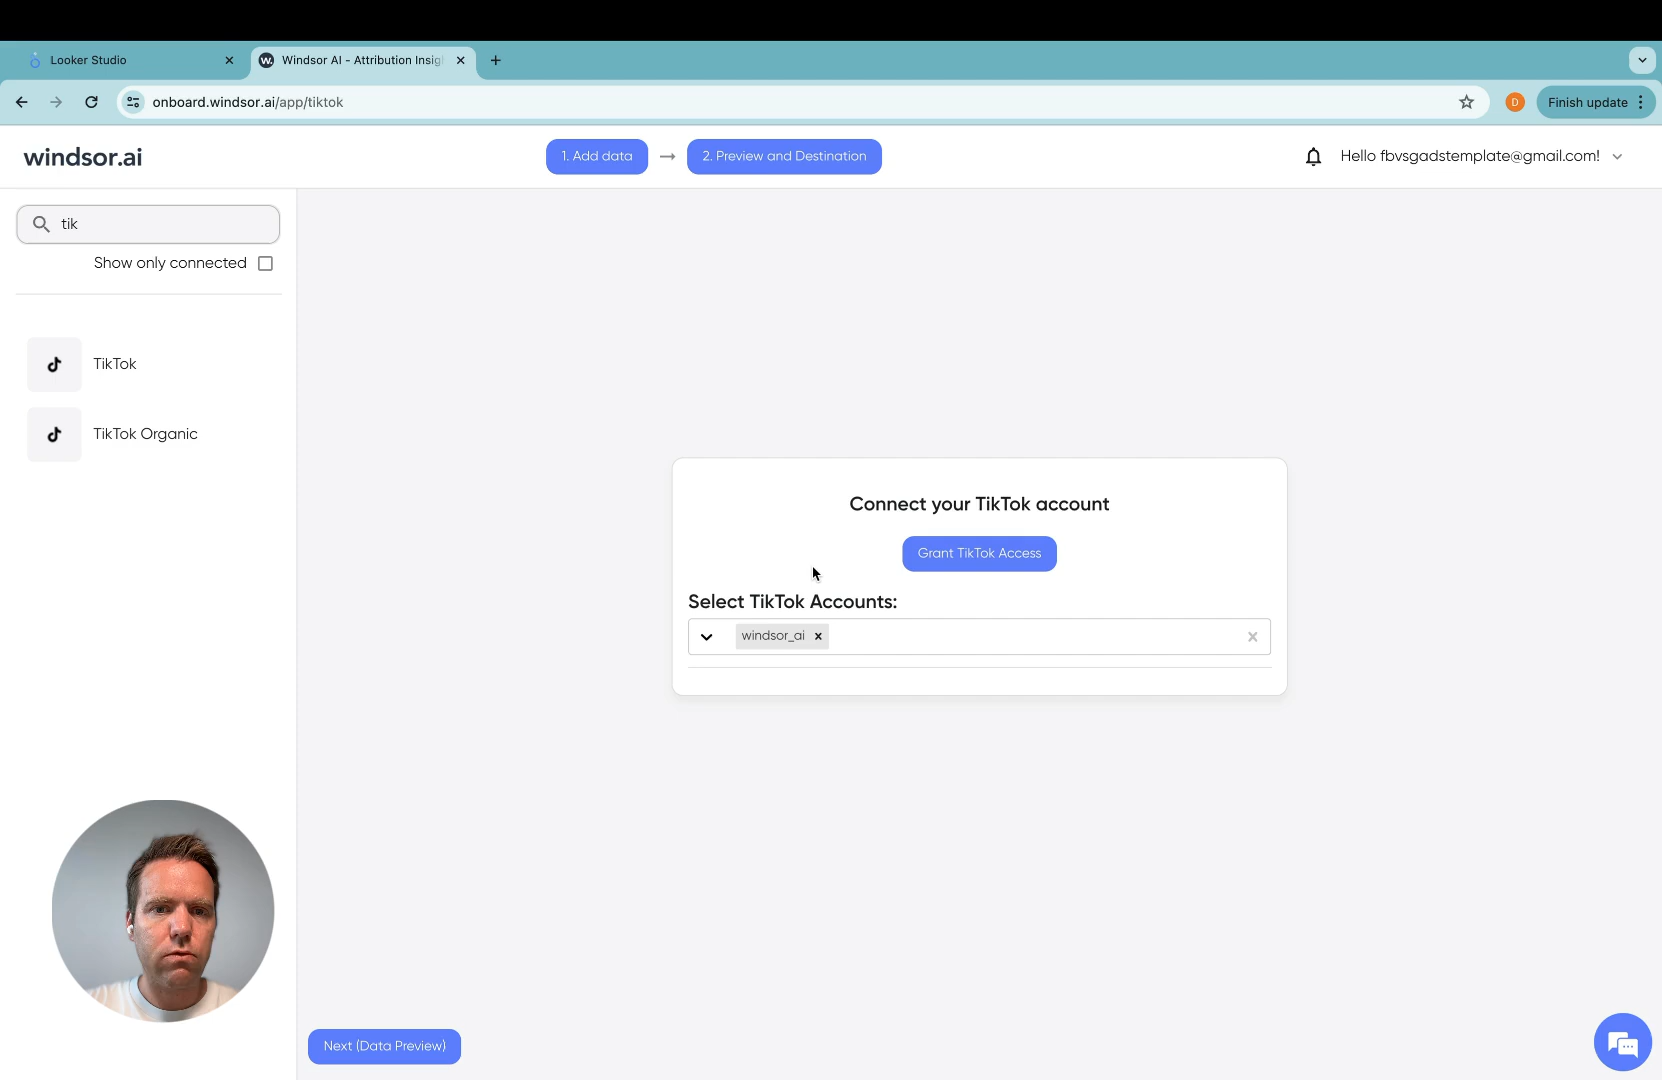 Looker Studio
Windsor AI - Attribution Insig
onboard.windsor.ai/app/tiktok
D
Finish update
windsor.ai
1. Add data
2. Preview and Destination
Hello fbvsgadstemplate@gmail.com!
tik
Show only connected
TikTok
TikTok Organic
Connect your TikTok account
Grant TikTok Access
Select TikTok Accounts:
windsor_ai
Next (Data Preview)